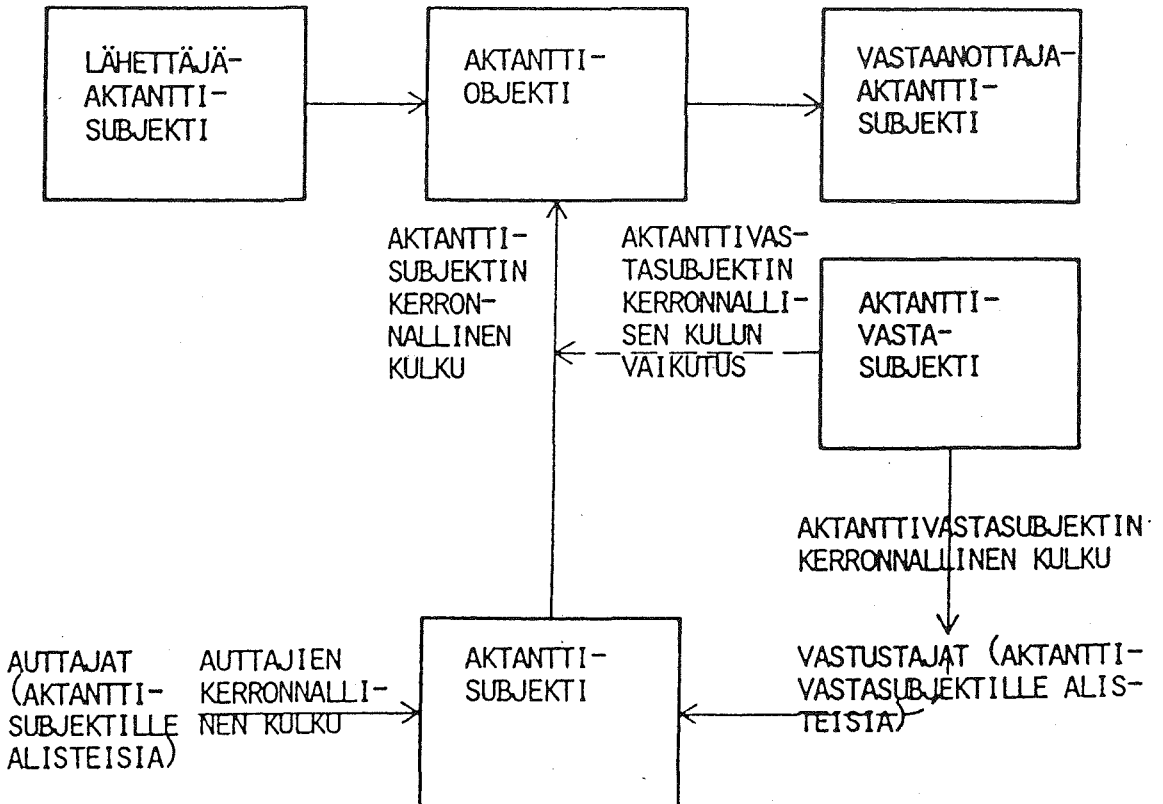 LÄHETTÄJÄ-
AKTANTTI-
SUBJEKTI
AKTANTTI-
OBJEKTI
VASTAANOTTAJA-
AKTANTTI-
SUBJEKTI
AKTANTTI-
SUBJEKTIN
KERRON-
NALLINEN
KULKU
AKTANTTIVAS-
TASUBJEKTIN
KERRONNALLI-
SEN KULUN
VAIKUTUS
AKTANTTI-
VASTA-
SUBJEKTI
AKTANTTIVASTASUBJEKTIN
KERRONNALLINEN KULKU
AUTTAJAT
(AKTANTTI-
SUBJEKTILLE
ALISTEISIA)
AUTTAJIEN
KERRONNALLI-
NEN KULKU
AKTANTTI-
SUBJEKTI
VASTUSTAJAT (AKTANTTI-
VASTASUBJEKTILLE ALIS-
TEISIA)